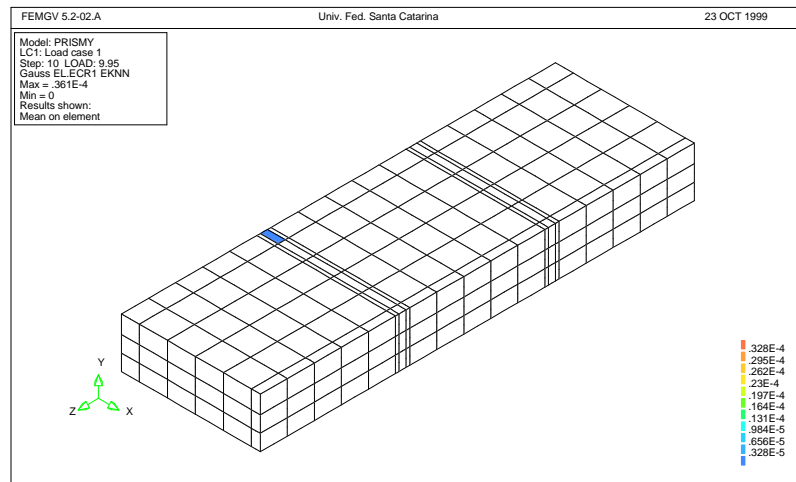 FEMGV 5.2-02.A
Univ. Fed. Santa Catarina
23 OCT 1999
Model: PRISMY
LC1: Load case 1
Step: 10 LOAD: 9.95
Gauss EL.ECR1 EKNN
Max = .361E-4
Min = 0
Results shown:
Mean on element
Y
Z
X
.328E-4
.295E-4
.262E-4
.23E-4
.197E-4
.164E-4
.131E-4
.984E-5
.656E-5
.328E-5